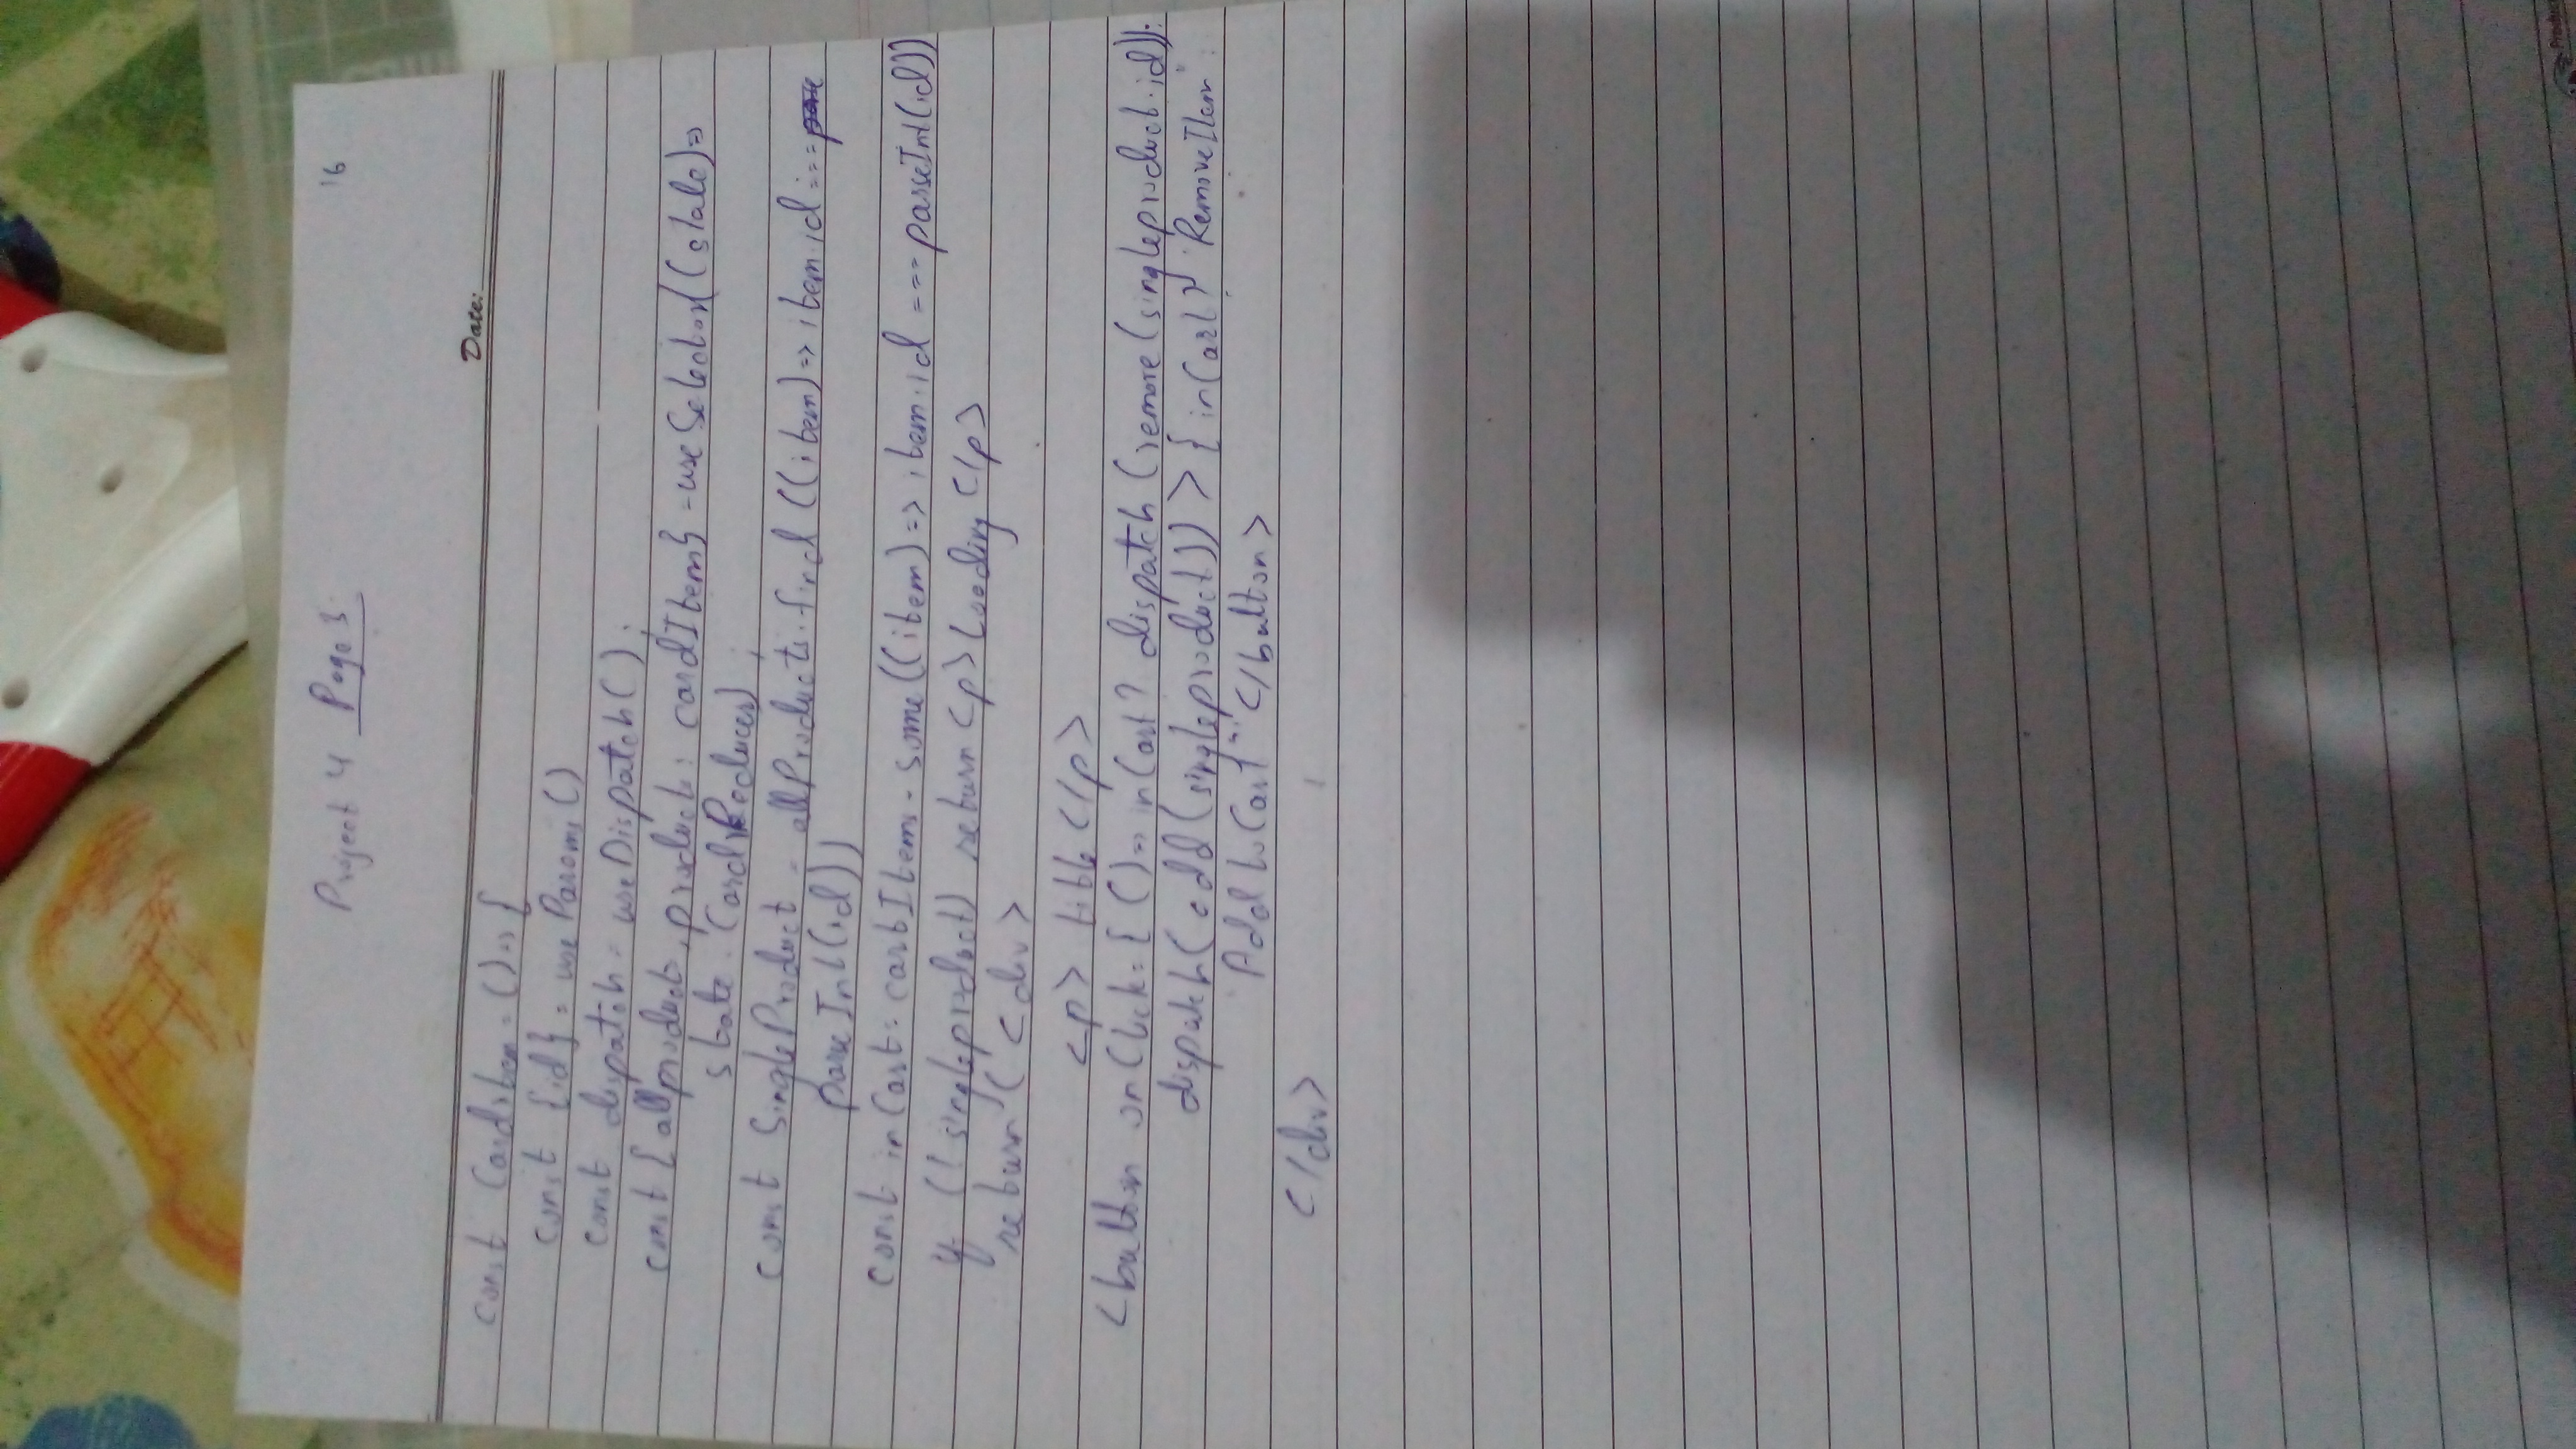 16
Project 4 Page 3
Date:
const Carditem = () => {
const {id} = useParams()
const dispatch = useDispatch();
const {allproducts, products: cardItem} = useSelector((state) =>
state.CardReducer);
const SingleProduct = allProducts.find((item) => item.id ===
parseInt(id))
const inCart = cartItems.some((item) => item.id === parseInt(id))
if (!singleproduct) return <p>Loading</p>
return (<div>
<p>title</p>
<button onClick={()=> inCart? dispatch(remove(singleproduct.id)):
dispatch(add(singleproduct))}>{inCart? "RemoveItem:
Add to Cart"</button>
</div>